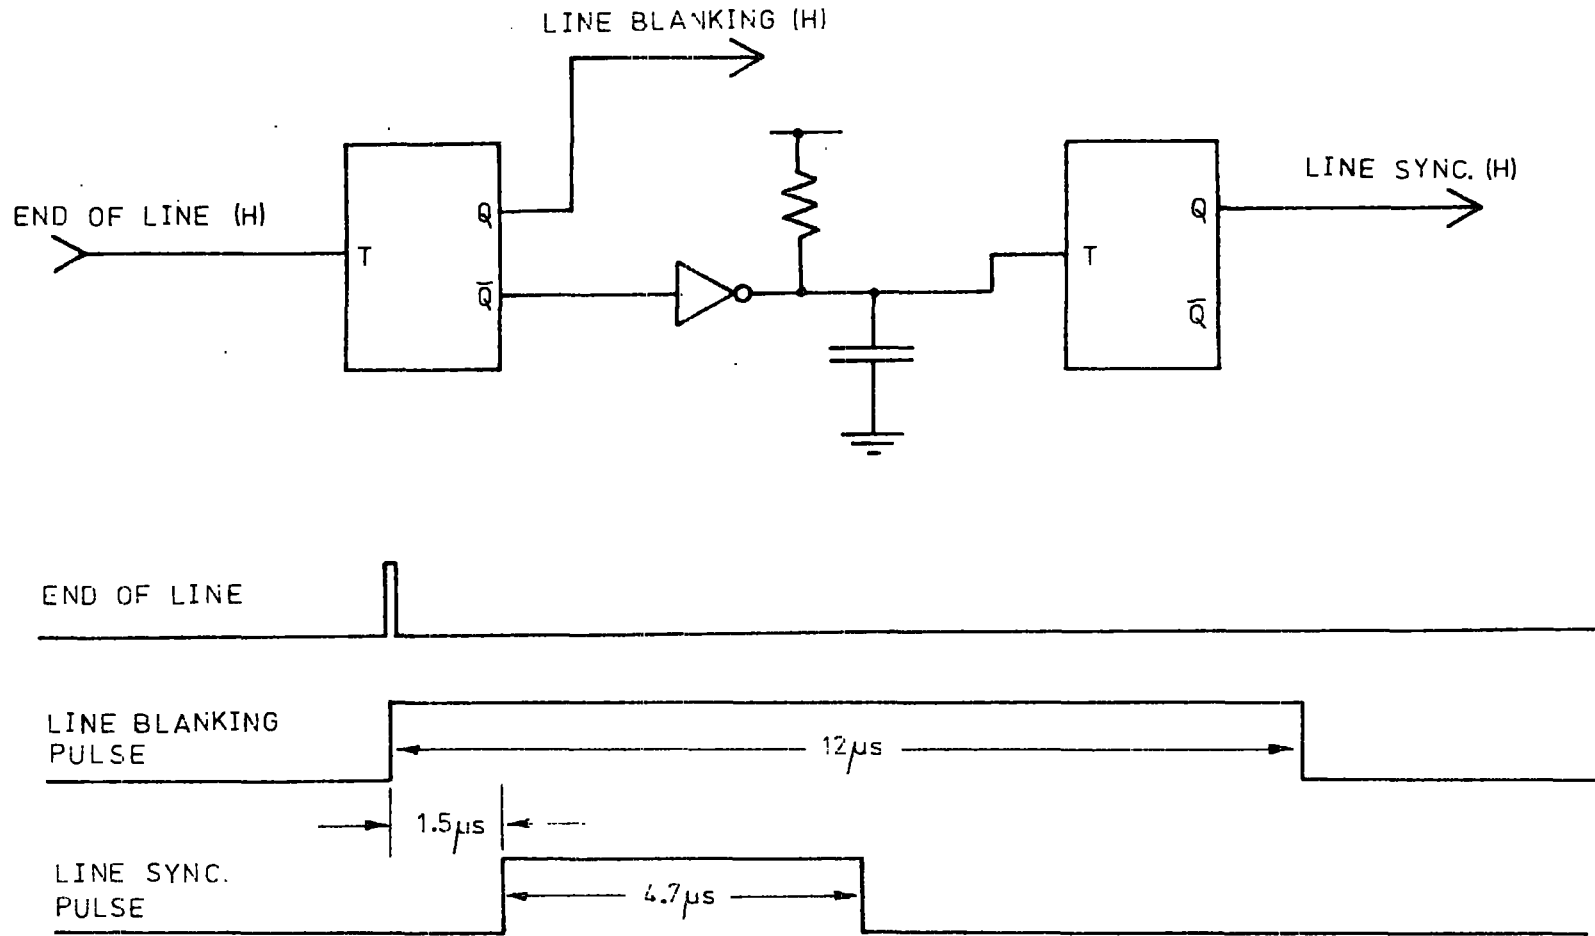 LINE BLANKING (H)
LINE SYNC. (H)
END OF LINE (H)
T
Q
Q̅
T
Q
Q̅
END OF LINE
LINE BLANKING
PULSE
12µs
1.5µs
LINE SYNC.
PULSE
4.7µs